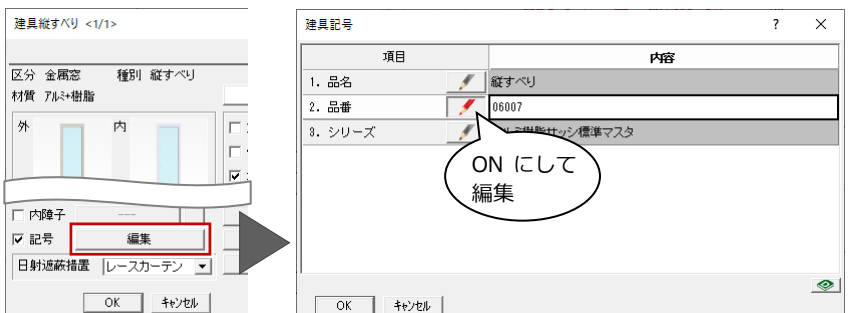 建具縦すべり <1/1>
区分 金属窓 種別 縦すべり
材質 アルミ+樹脂
外 内
内障子 ---
記号 編集
日射遮蔽措置 レースカーテン
OK キャンセル
建具記号 ? ×
項目 内容
1. 品名 縦すべり
2. 品番 06007
3. シリーズ 樹脂サッシ標準マスタ
ON にして
編集
OK キャンセル